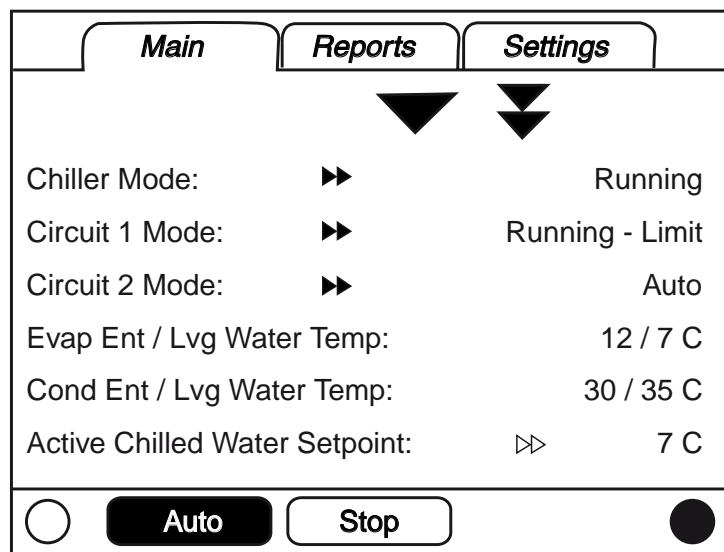 Main Reports Settings
Chiller Mode: Running
Circuit 1 Mode: Running - Limit
Circuit 2 Mode: Auto
Evap Ent / Lvg Water Temp: 12 / 7 C
Cond Ent / Lvg Water Temp: 30 / 35 C
Active Chilled Water Setpoint: 7 C
Auto Stop